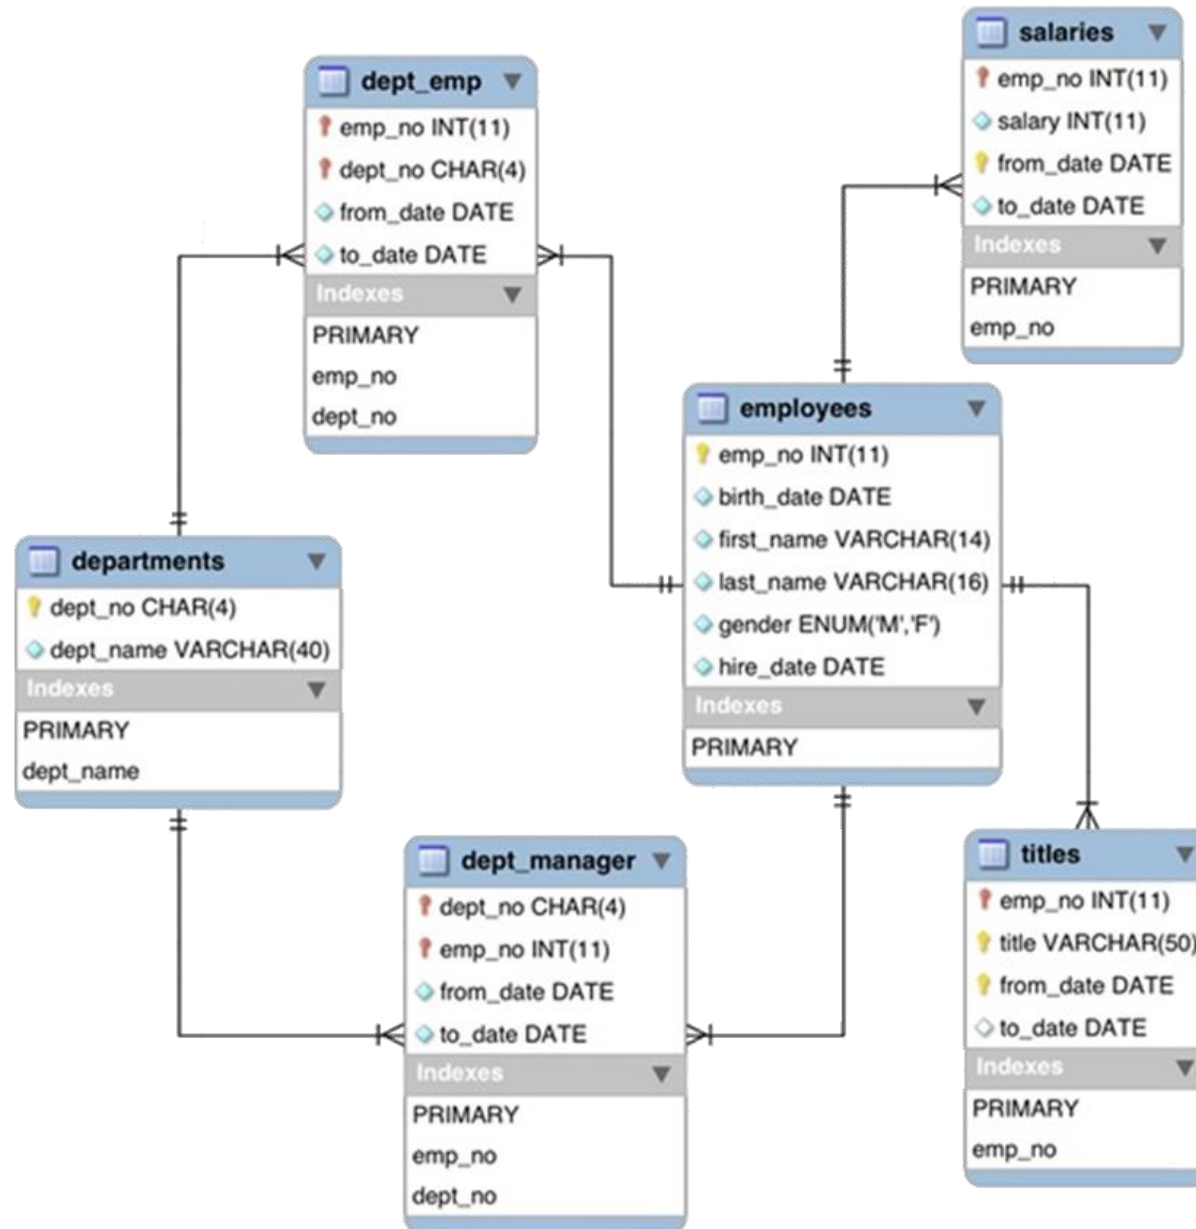 dept_emp
emp_no INT(11)
dept_no CHAR(4)
from_date DATE
to_date DATE
Indexes
PRIMARY
emp_no
dept_no
salaries
emp_no INT(11)
salary INT(11)
from_date DATE
to_date DATE
Indexes
PRIMARY
emp_no
employees
emp_no INT(11)
birth_date DATE
first_name VARCHAR(14)
last_name VARCHAR(16)
gender ENUM('M','F')
hire_date DATE
Indexes
PRIMARY
departments
dept_no CHAR(4)
dept_name VARCHAR(40)
Indexes
PRIMARY
dept_name
dept_manager
dept_no CHAR(4)
emp_no INT(11)
from_date DATE
to_date DATE
Indexes
PRIMARY
emp_no
dept_no
titles
emp_no INT(11)
title VARCHAR(50)
from_date DATE
to_date DATE
Indexes
PRIMARY
emp_no